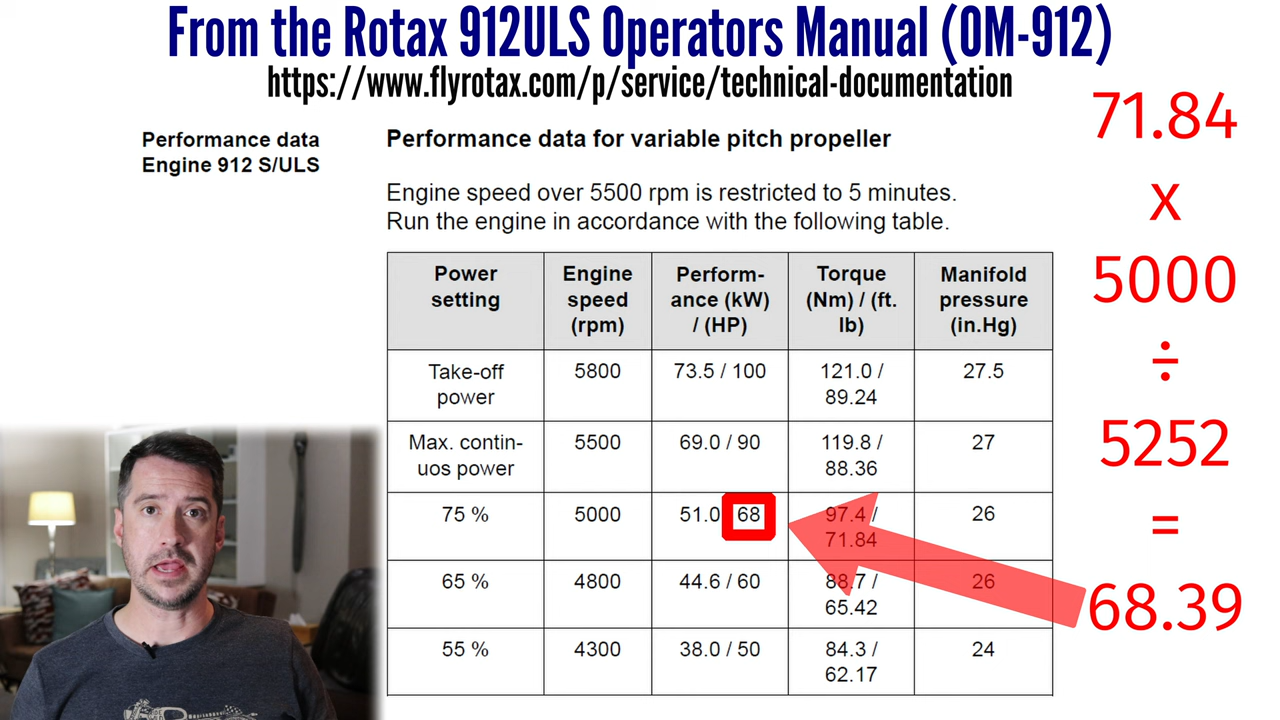 From the Rotax 912ULS Operators Manual (OM-912)
https://www.flyrotax.com/p/service/technical-documentation
Performance data
Engine 912 S/ULS
Performance data for variable pitch propeller
Engine speed over 5500 rpm is restricted to 5 minutes.
Run the engine in accordance with the following table.
Power setting | Engine speed (rpm) | Perform-ance (kW) / (HP) | Torque (Nm) / (ft. lb) | Manifold pressure (in.Hg)
Take-off power | 5800 | 73.5 / 100 | 121.0 / 89.24 | 27.5
Max. contin-uos power | 5500 | 69.0 / 90 | 119.8 / 88.36 | 27
75 % | 5000 | 51.0 68 | 97.4 / 71.84 | 26
65 % | 4800 | 44.6 / 60 | 88.7 / 65.42 | 26
55 % | 4300 | 38.0 / 50 | 84.3 / 62.17 | 24
71.84
x
5000
÷
5252
=
68.39